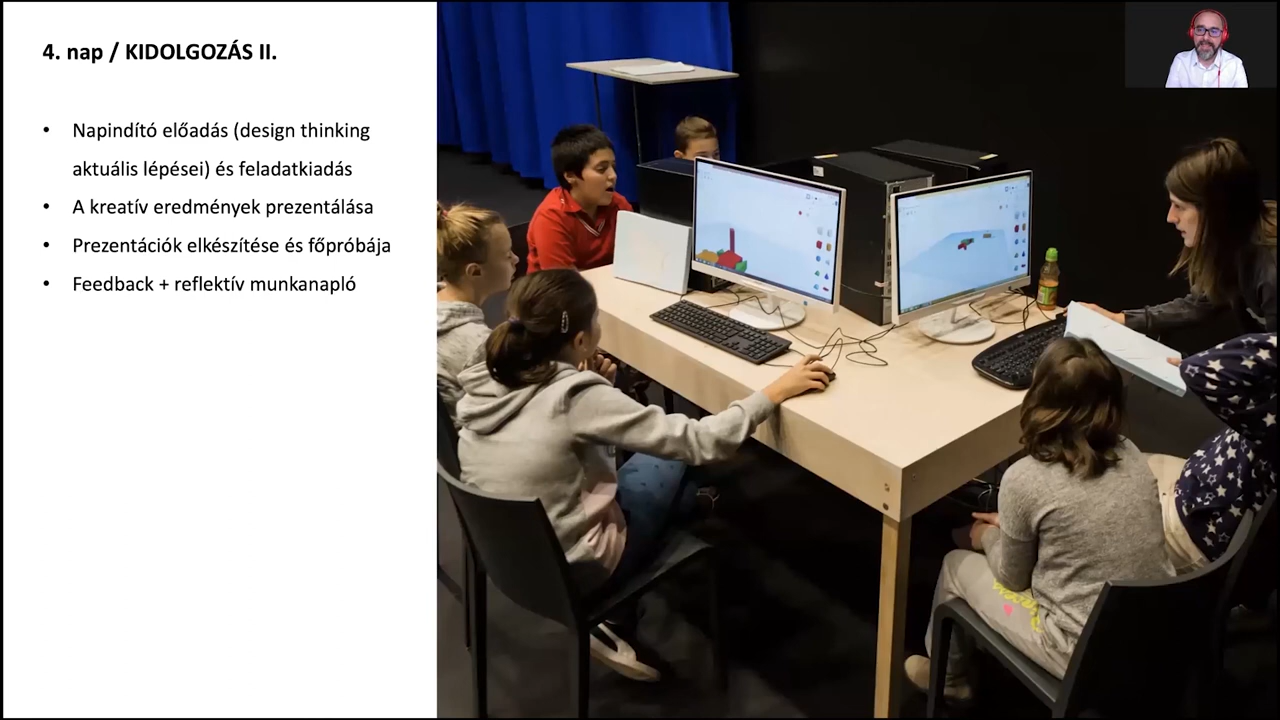 4. nap / KIDOLGOZÁS II.
• Napindító előadás (design thinking
aktuális lépései) és feladatkiadás
• A kreatív eredmények prezentálása
• Prezentációk elkészítése és főpróbája
• Feedback + reflektív munkanapló